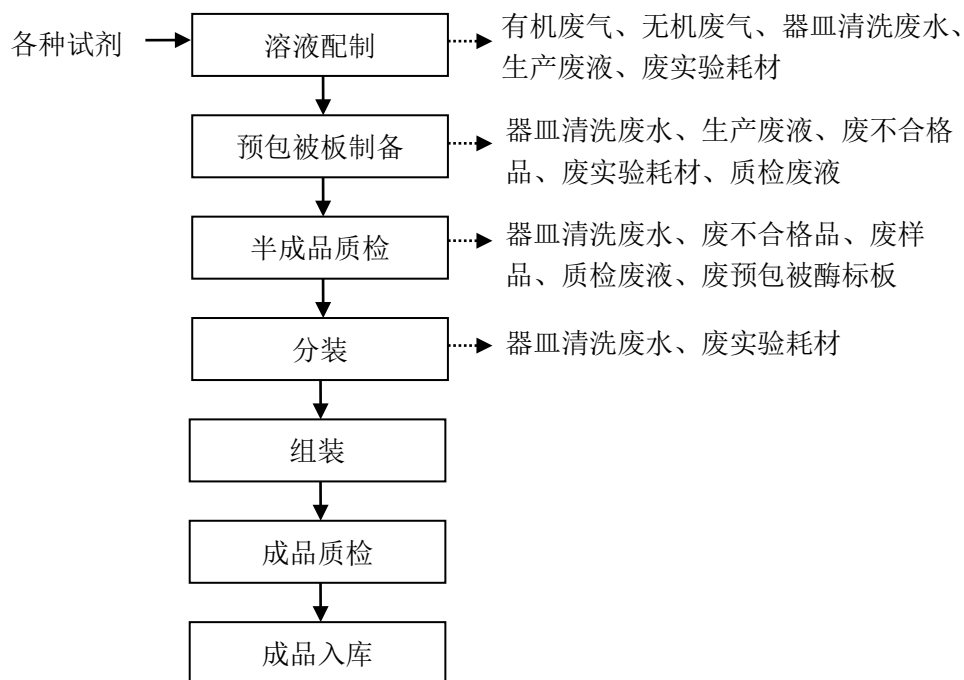 各种试剂
溶液配制
有机废气、无机废气、器皿清洗废水、
生产废液、废实验耗材
预包被板制备
器皿清洗废水、生产废液、废不合格
品、废实验耗材、质检废液
半成品质检
器皿清洗废水、废不合格品、废样
品、质检废液、废预包被酶标板
分装
器皿清洗废水、废实验耗材
组装
成品质检
成品入库